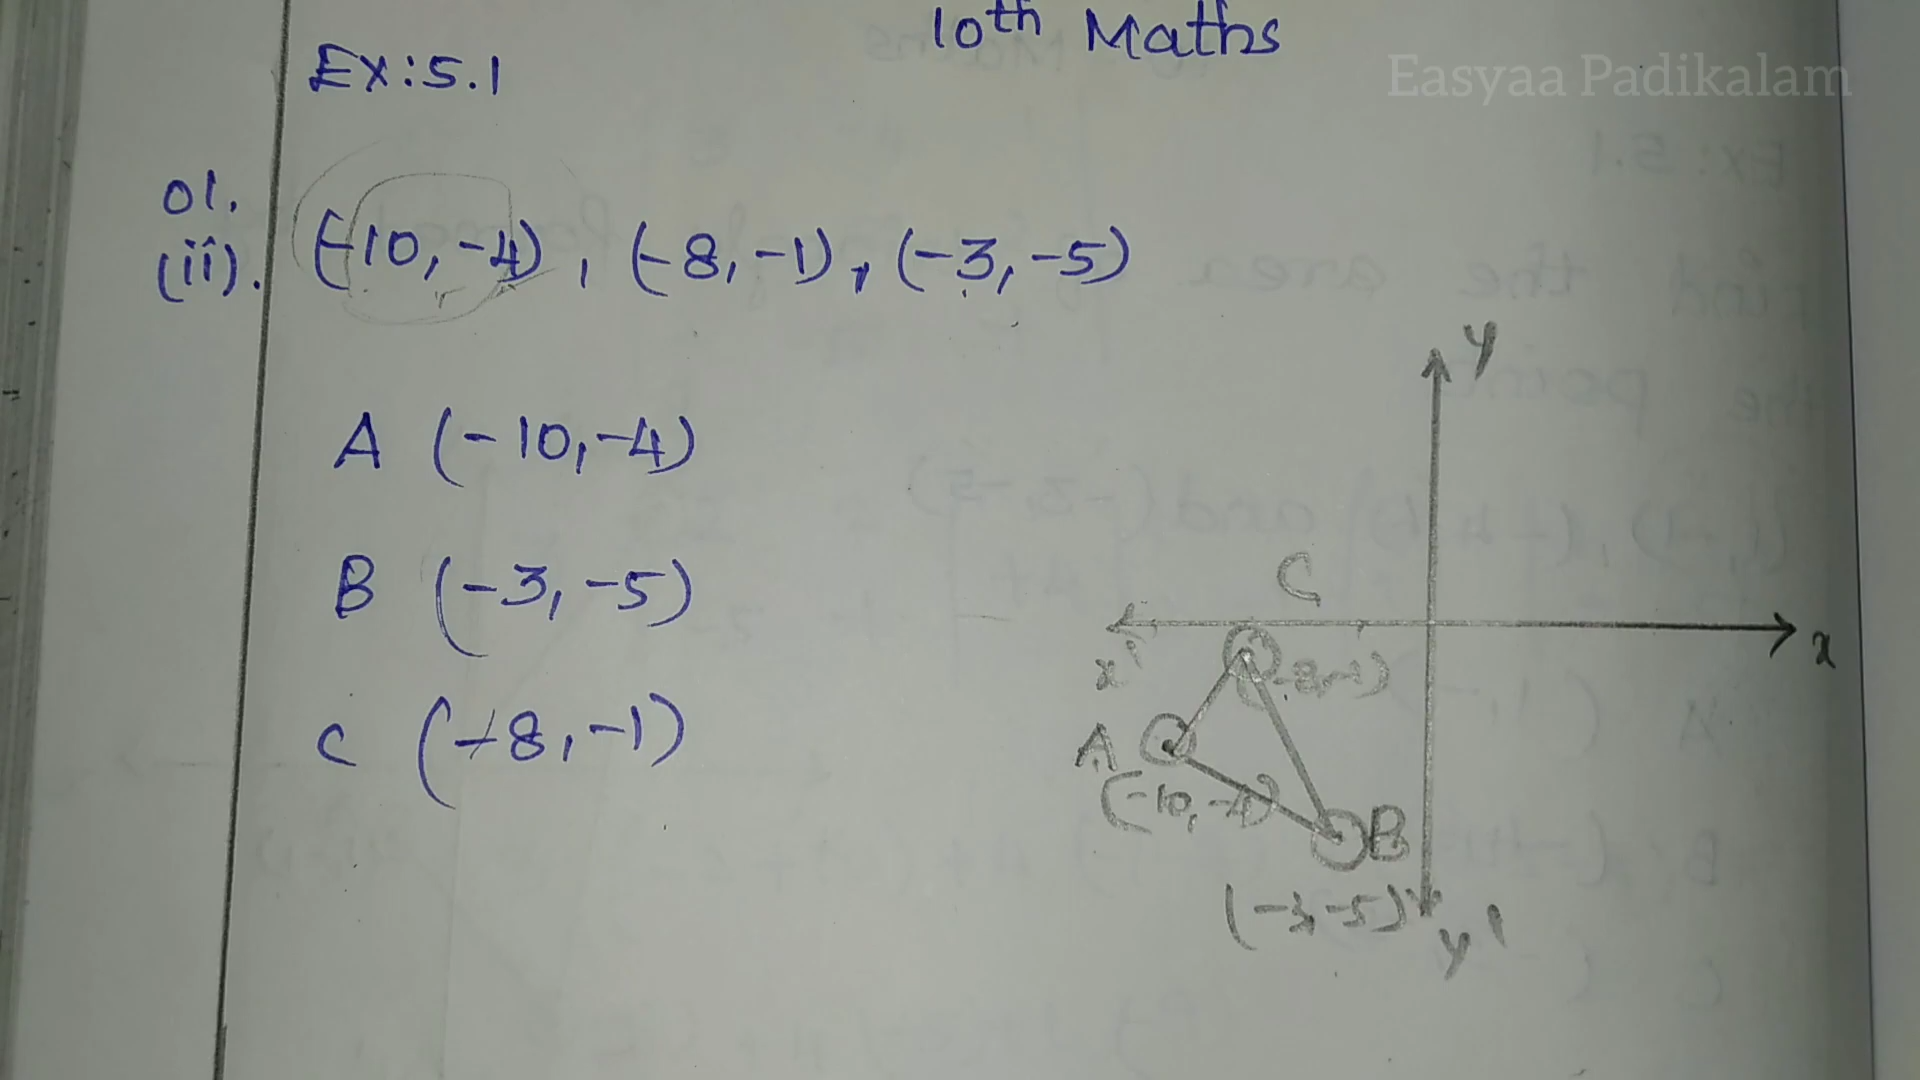 10th Maths
Easyaa Padikalam
Ex:5.1
01.
(ii). (-10, -4), (-8, -1), (-3, -5)
A (-10, -4)
B (-3, -5)
C (-8, -1)
y
C
x' x
(-8,-1)
A
(-10,-4)
B
(-3,-5)
y'